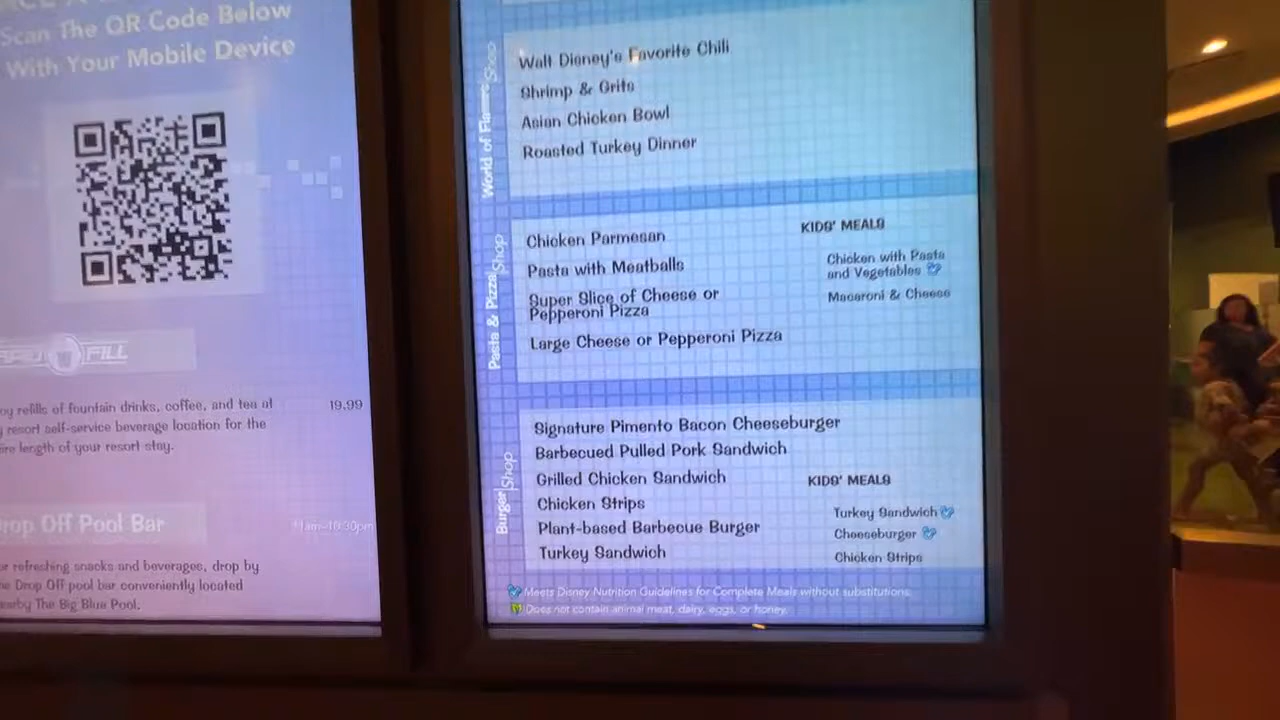 Scan The QR Code Below
With Your Mobile Device
FILL
refills of fountain drinks, coffee, and tea at
19.99
resort self-service beverage location for the
length of your resort stay.
Drop Off Pool Bar
11am-10:30pm
refreshing snacks and beverages, drop by
Drop Off pool bar conveniently located
nearby The Big Blue Pool.
World of Flavors Shop
Walt Disney's Favorite Chili
Shrimp & Grits
Asian Chicken Bowl
Roasted Turkey Dinner
Pasta & Pizza Shop
Chicken Parmesan
Pasta with Meatballs
Super Slice of Cheese or
Pepperoni Pizza
Large Cheese or Pepperoni Pizza
KIDS' MEALS
Chicken with Pasta
and Vegetables
Macaroni & Cheese
Burger Shop
Signature Pimento Bacon Cheeseburger
Barbecued Pulled Pork Sandwich
Grilled Chicken Sandwich
Chicken Strips
Plant-based Barbecue Burger
Turkey Sandwich
KIDS' MEALS
Turkey Sandwich
Cheeseburger
Chicken Strips
Meets Disney Nutrition Guidelines for Complete Meals without substitutions.
Does not contain animal meat, dairy, eggs, or honey.